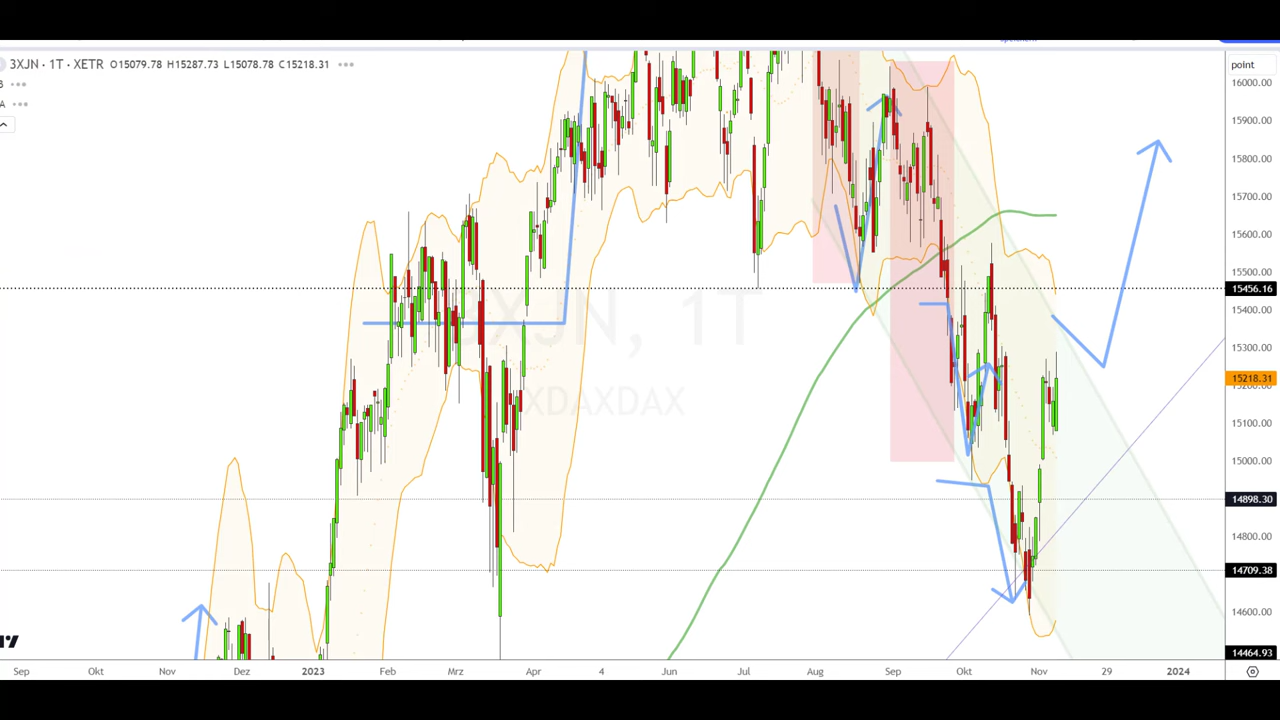 3XJN · 1T · XETR O15079.78 H15287.73 L15078.78 C15218.31
B
A
point
16000.00
15900.00
15800.00
15700.00
15600.00
15500.00
15456.16
15400.00
15300.00
15218.31
15100.00
15000.00
14898.30
14800.00
14709.38
14600.00
14464.93
3XJN, 1T
XDAXDAX
Sep Okt Nov Dez 2023 Feb Mrz Apr 4 Jun Jul Aug Sep Okt Nov 29 2024